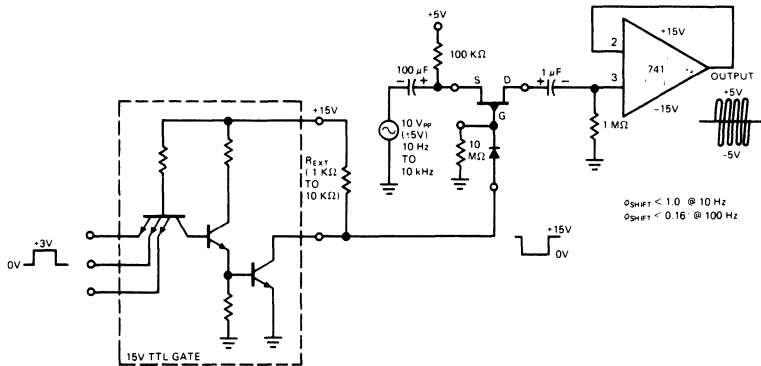 +5V
+15V
2
100 KΩ
741
OUTPUT
100 μF
1 μF
− +
S
D
+ −
3
+5V
−15V
G
+15V
10 VPP
(±5V)
10 Hz
TO
10 kHz
10
MΩ
1 MΩ
−5V
REXT
(1 KΩ
TO
10 KΩ)
øSHIFT < 1.0 @ 10 Hz
øSHIFT < 0.16 @ 100 Hz
+3V
0V
+15V
0V
15V TTL GATE